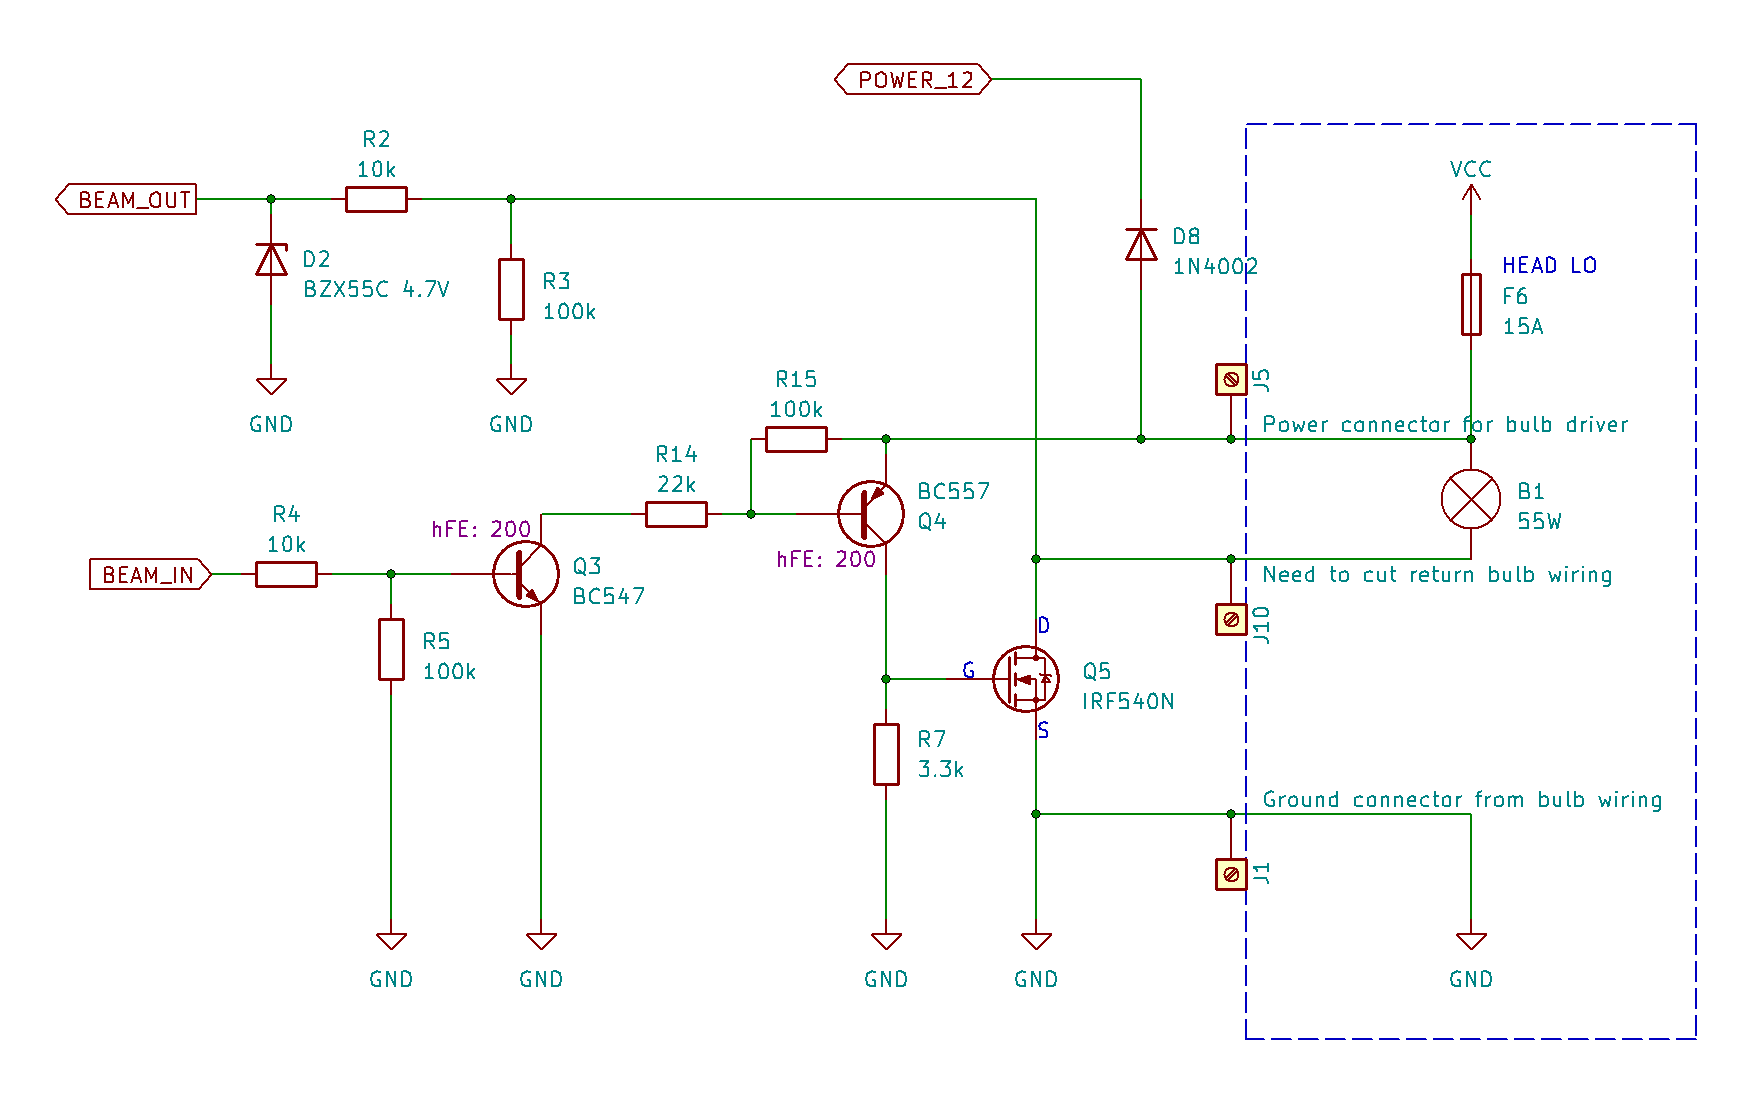 POWER_12
R2
10k
VCC
BEAM_OUT
D8
1N4002
HEAD LO
F6
15A
D2
BZX55C 4.7V
R3
100k
J5
R15
100k
GND
GND
Power connector for bulb driver
R14
22k
BC557
Q4
B1
55W
R4
10k
hFE: 200
hFE: 200
BEAM_IN
Q3
BC547
Need to cut return bulb wiring
D
J10
R5
100k
G
Q5
IRF540N
S
R7
3.3k
Ground connector from bulb wiring
J1
GND
GND
GND
GND
GND